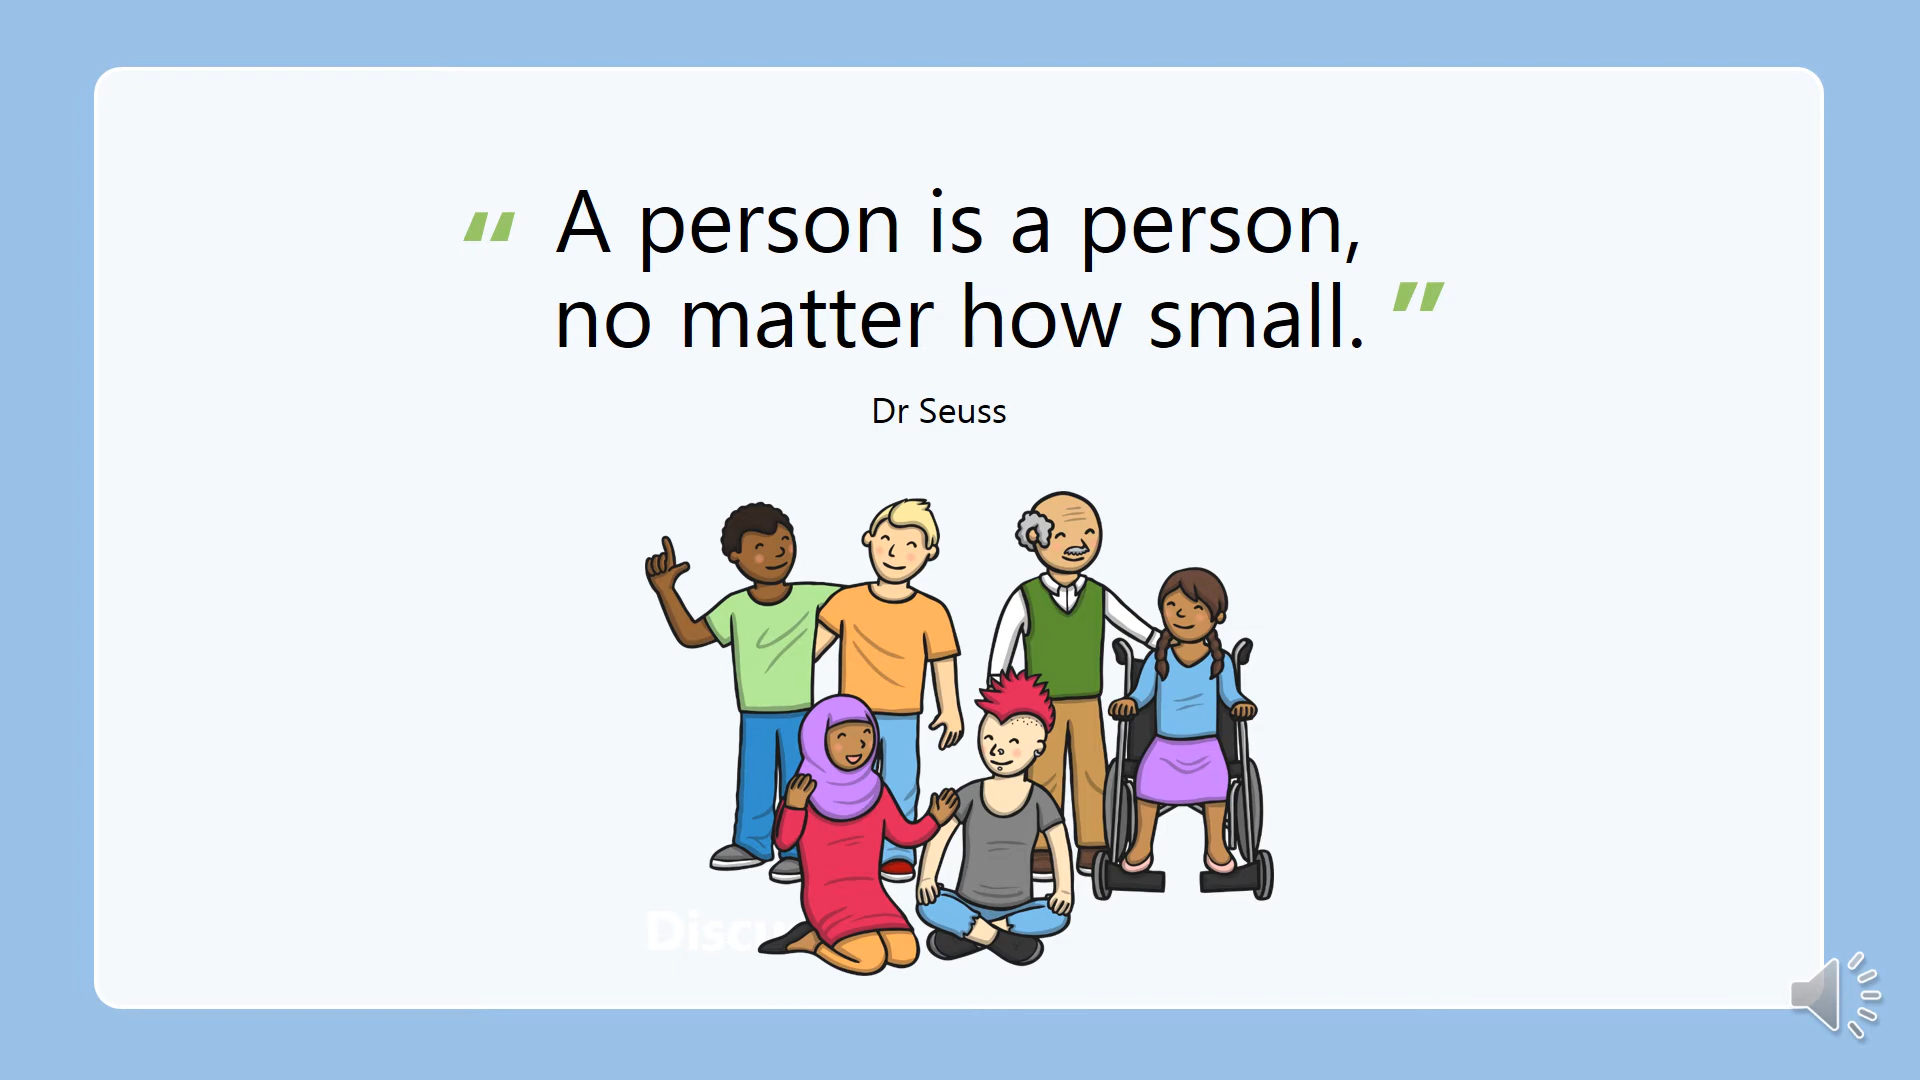 “ A person is a person,
no matter how small. ”
Dr Seuss